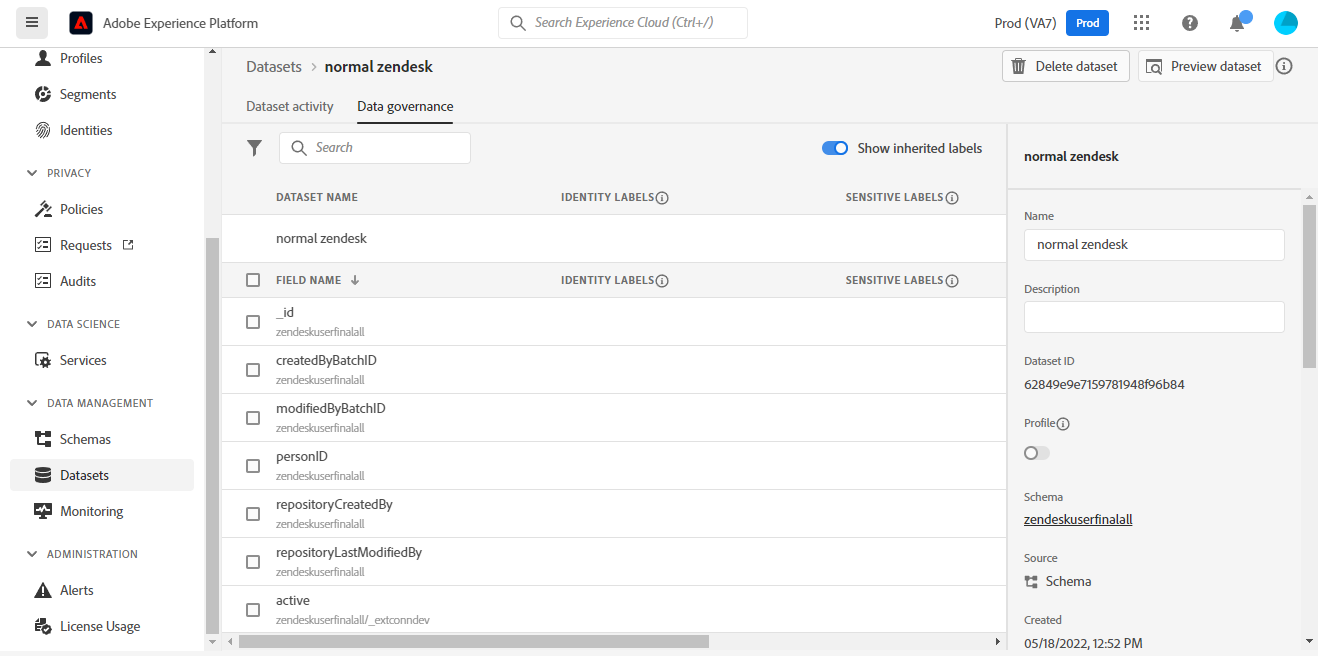 Adobe Experience Platform
Search Experience Cloud (Ctrl+/)
Prod (VA7)
Prod
Profiles
Segments
Identities
PRIVACY
Policies
Requests
Audits
DATA SCIENCE
Services
DATA MANAGEMENT
Schemas
Datasets
Monitoring
ADMINISTRATION
Alerts
License Usage
Datasets > normal zendesk
Delete dataset
Preview dataset
Dataset activity
Data governance
Search
Show inherited labels
DATASET NAME IDENTITY LABELS SENSITIVE LABELS
normal zendesk
FIELD NAME IDENTITY LABELS SENSITIVE LABELS
_id
zendeskuserfinalall
createdByBatchID
zendeskuserfinalall
modifiedByBatchID
zendeskuserfinalall
personID
zendeskuserfinalall
repositoryCreatedBy
zendeskuserfinalall
repositoryLastModifiedBy
zendeskuserfinalall
active
zendeskuserfinalall/_extconndev
normal zendesk
Name
normal zendesk
Description
Dataset ID
62849e9e7159781948f96b84
Profile
Schema
zendeskuserfinalall
Source
Schema
Created
05/18/2022, 12:52 PM